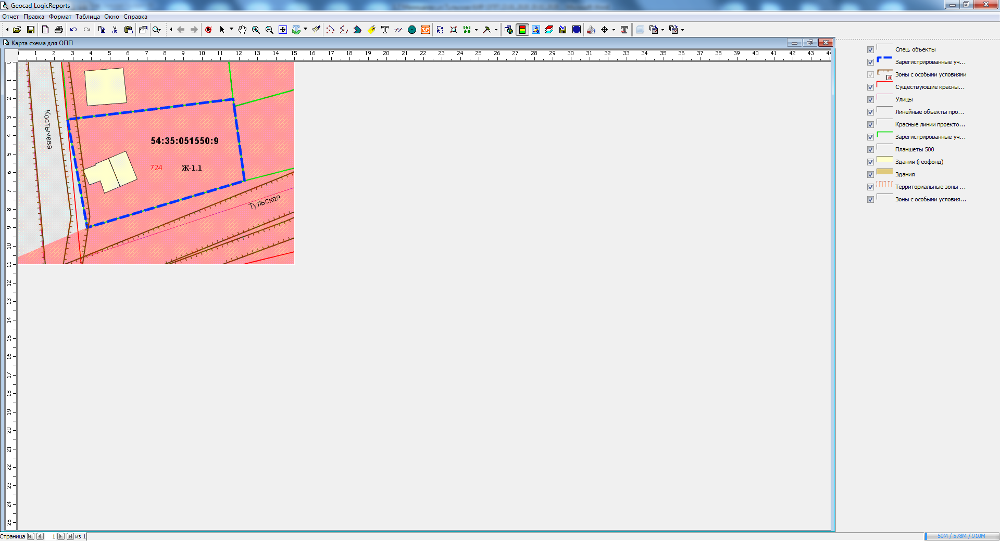 Geocad LogicReports
Отчет Правка Формат Таблица Окно Справка
Карта схема для ОПП
0 1 2 3 4 5 6 7 8 9 10 11 12 13 14 15 16 17 18 19 20 21 22 23 24 25 26 27 28 29 30 31 32 33 34 35 36 37 38 39 40 41 42 43 44
0
1
2
3
4
5
6
7
8
9
10
11
12
13
14
15
16
17
18
19
20
21
22
23
24
25
Костычева
54:35:051550:9
724 Ж-1.1
Тульская
Спец. объекты
Зарегистрированные уч...
a
Зоны с особыми условиями
Существующие красны...
Улицы
Линейные объекты про...
Красные линии проекто...
Зарегистрированные уч...
Планшеты 500
Здания (геофонд)
Здания
Территориальные зоны ...
Зоны с особыми условия...
Страница 1 из 1
50M / 578M / 910M